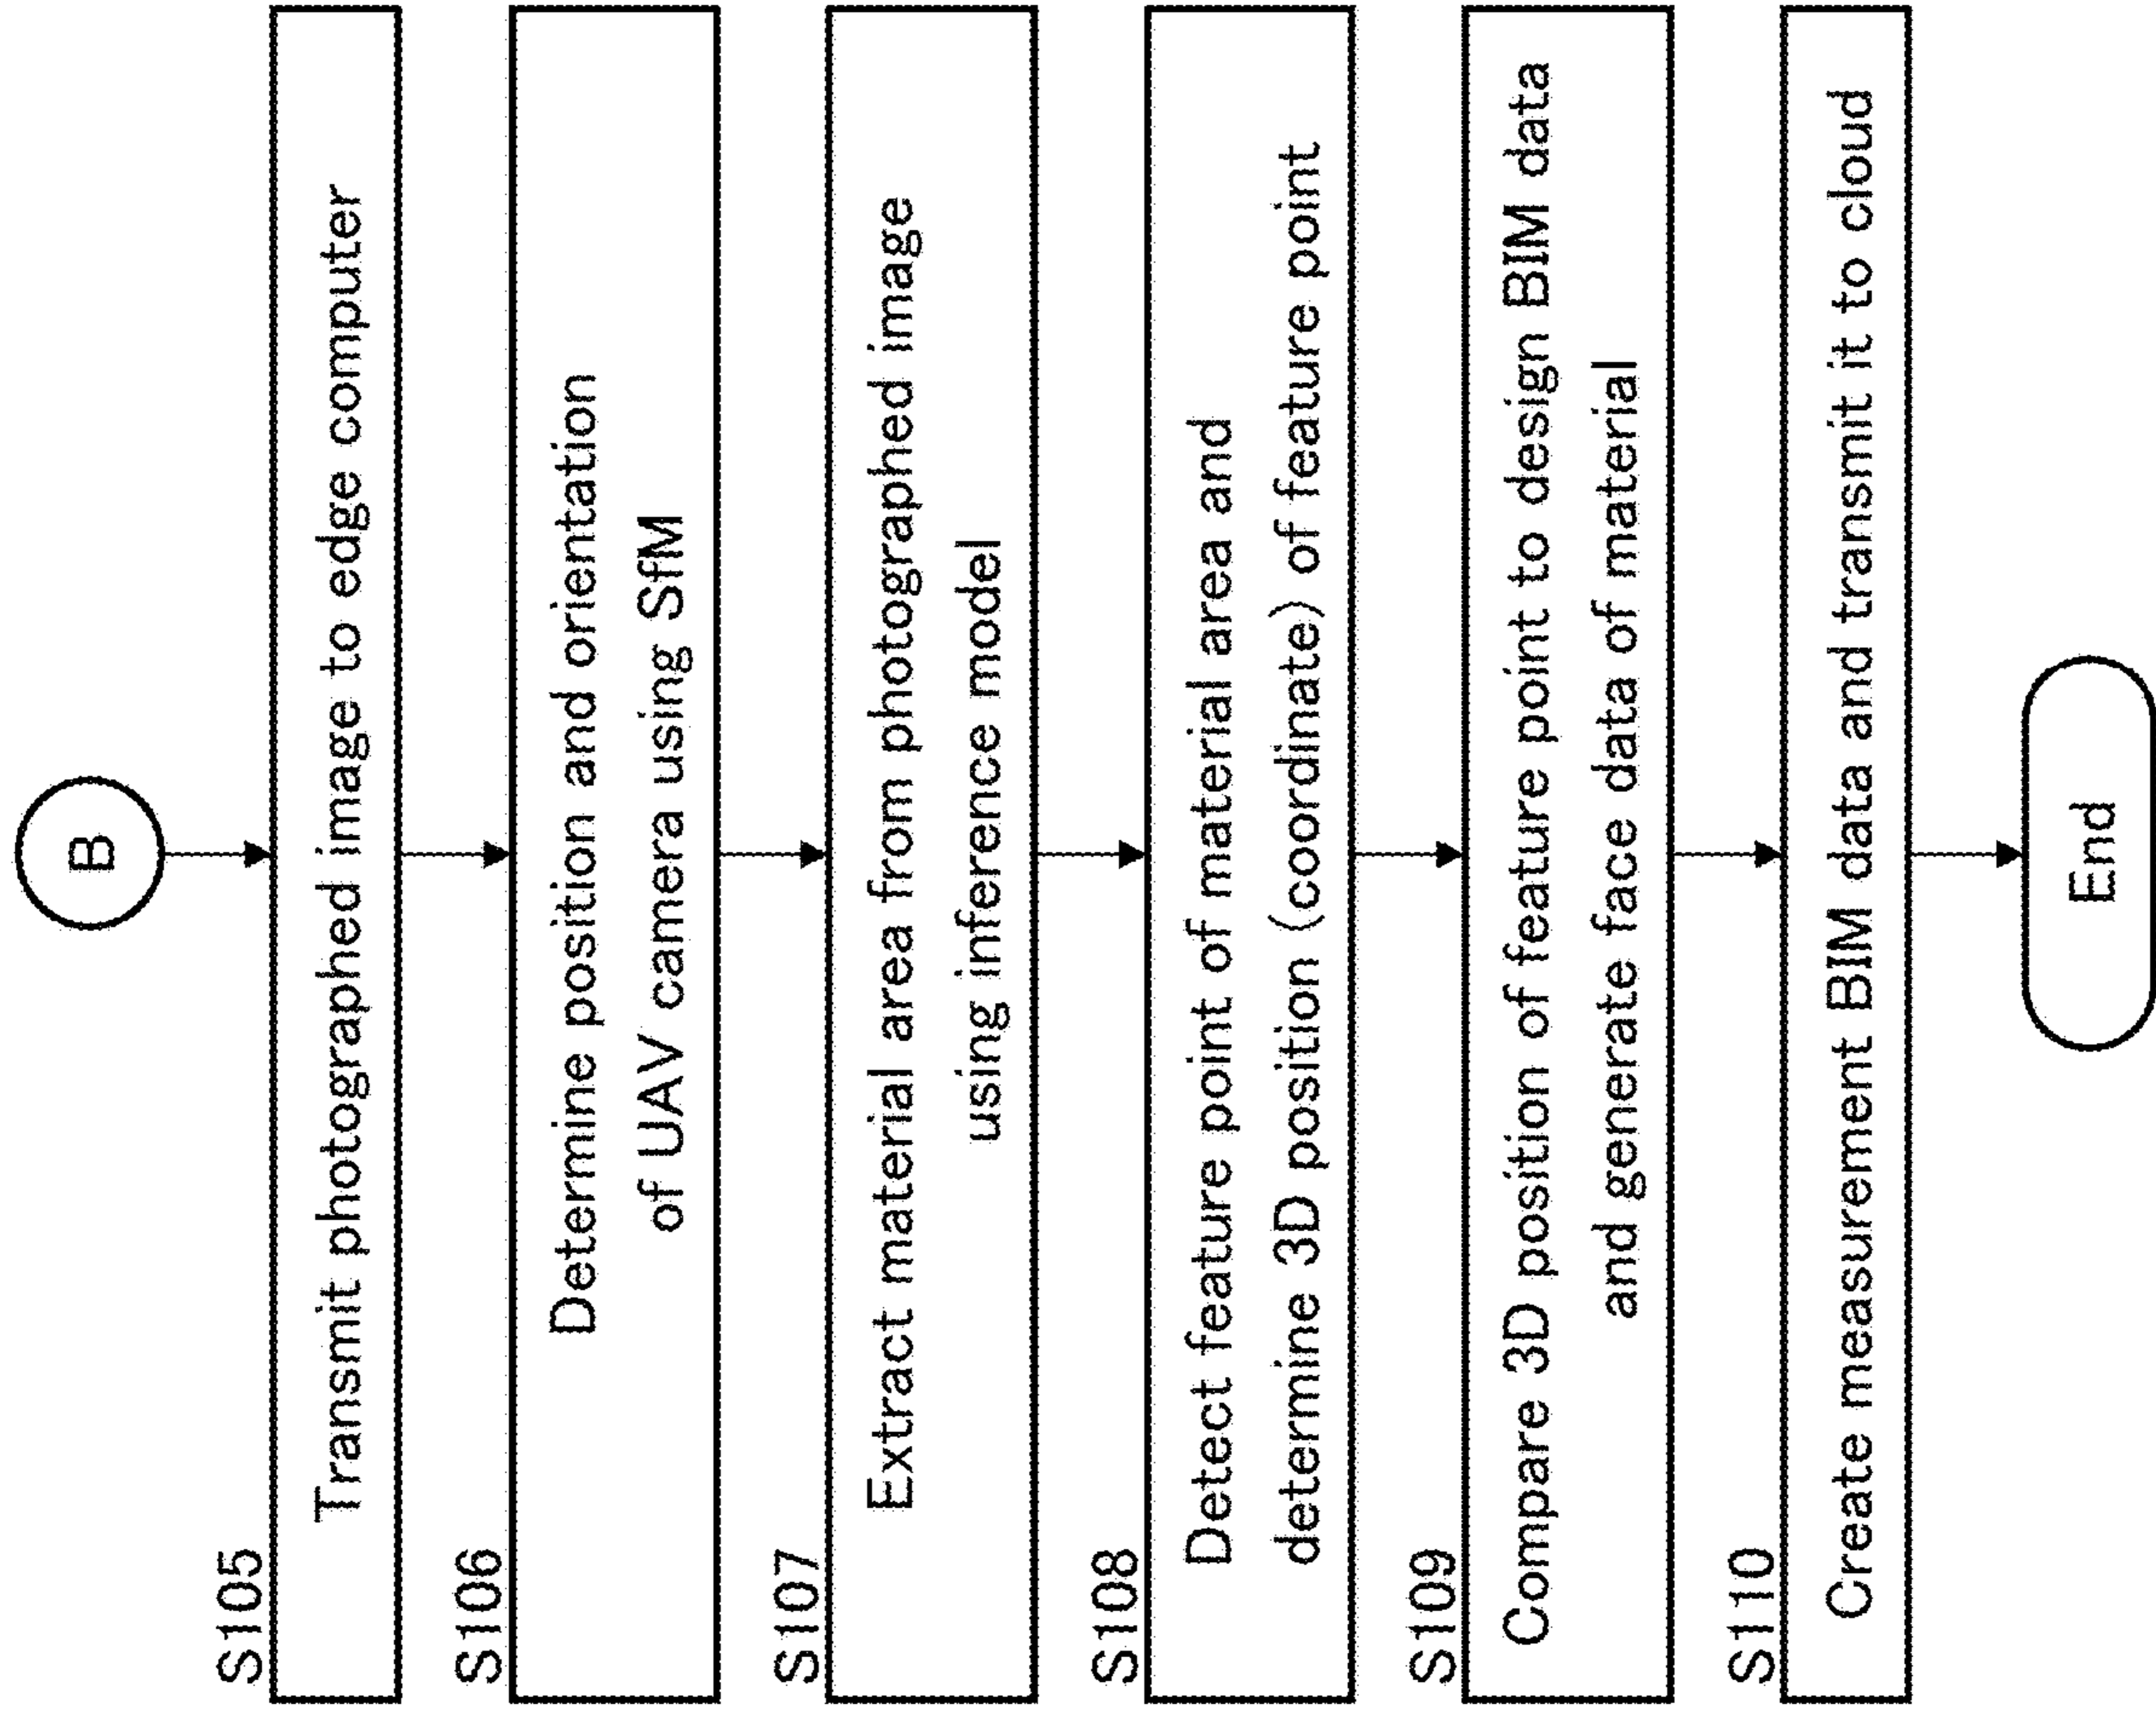 B
S105
Transmit photographed image to edge computer
S106
Determine position and orientation
of UAV camera using SfM
S107
Extract material area from photographed image
using inference model
S108
Detect feature point of material area and
determine 3D position (coordinate) of feature point
S109
Compare 3D position of feature point to design BIM data
and generate face data of material
S110
Create measurement BIM data and transmit it to cloud
End